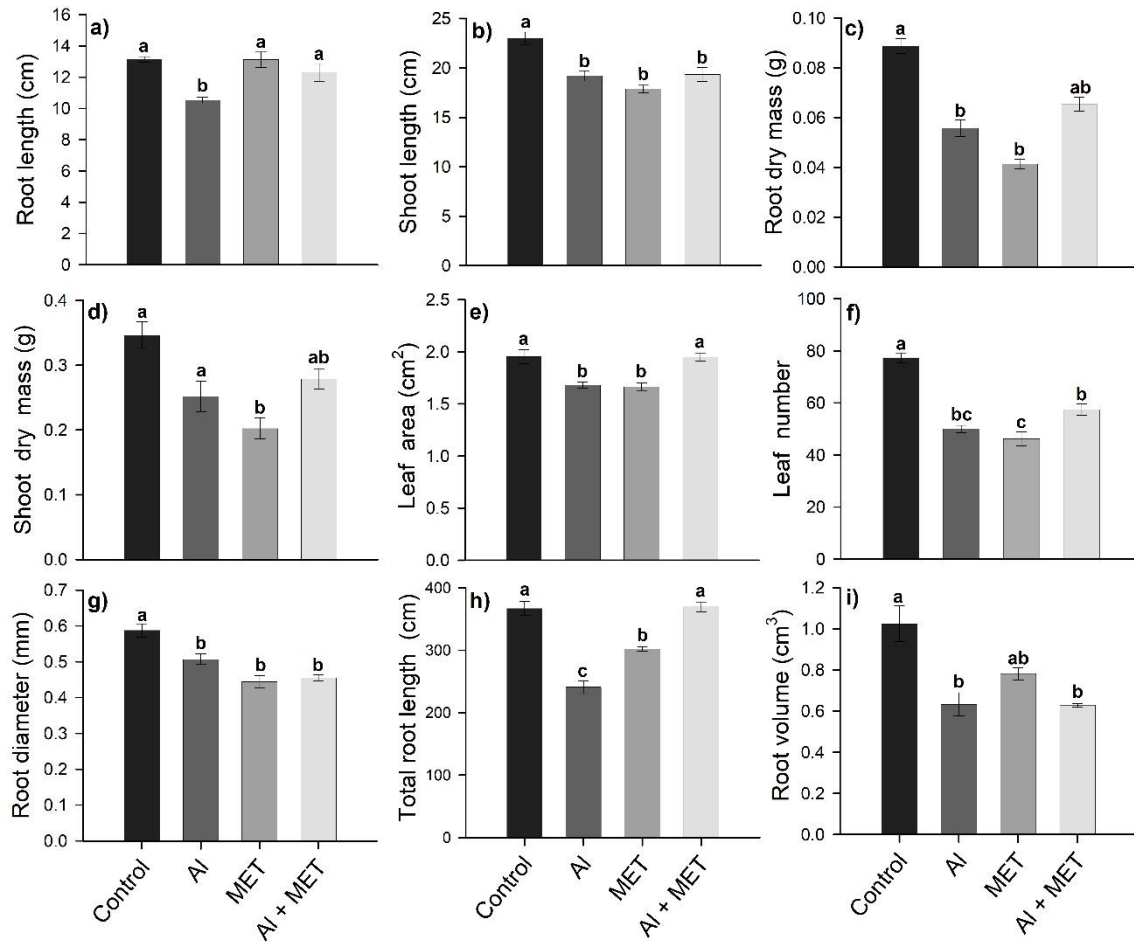 a)
Root length (cm)
16
14
12
10
8
6
4
2
0
a
b
a
a
b)
Shoot length (cm)
25
20
15
10
5
0
a
b
b
b
c)
Root dry mass (g)
0.10
0.08
0.06
0.04
0.02
0.00
a
b
b
ab
d)
Shoot dry mass (g)
0.4
0.3
0.2
0.1
0.0
a
a
b
ab
e)
Leaf area (cm²)
2.5
2.0
1.5
1.0
0.5
0.0
a
b
b
a
f)
Leaf number
100
80
60
40
20
0
a
bc
c
b
g)
Root diameter (mm)
0.7
0.6
0.5
0.4
0.3
0.2
0.1
0.0
a
b
b
b
Control
Al
MET
Al + MET
h)
Total root length (cm)
400
300
200
100
0
a
c
b
a
Control
Al
MET
Al + MET
i)
Root volume (cm³)
1.2
1.0
0.8
0.6
0.4
0.2
0.0
a
b
ab
b
Control
Al
MET
Al + MET